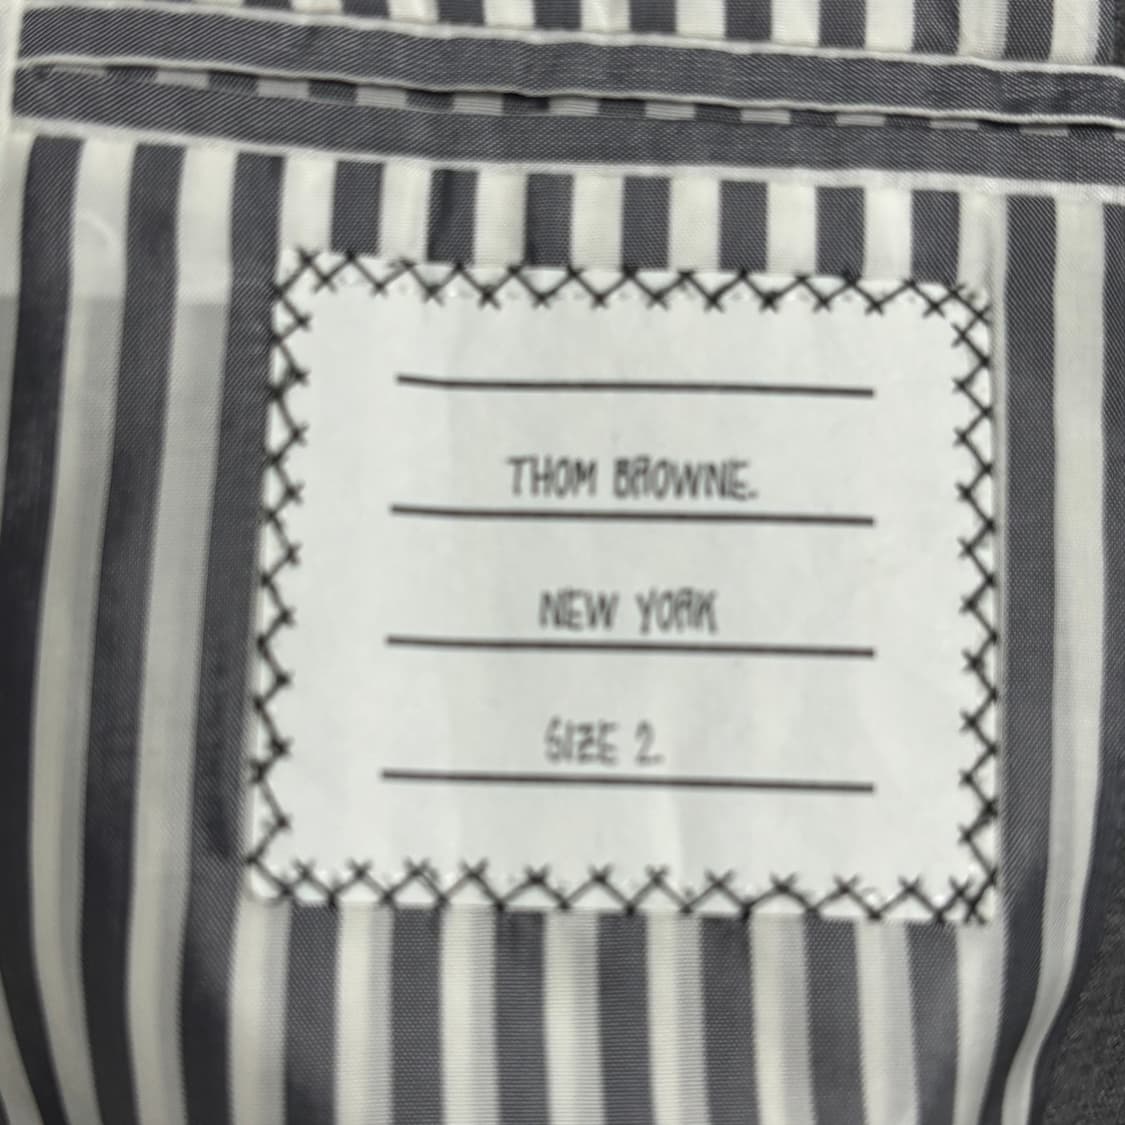 THOM BROWNE.
NEW YORK
SIZE 2.